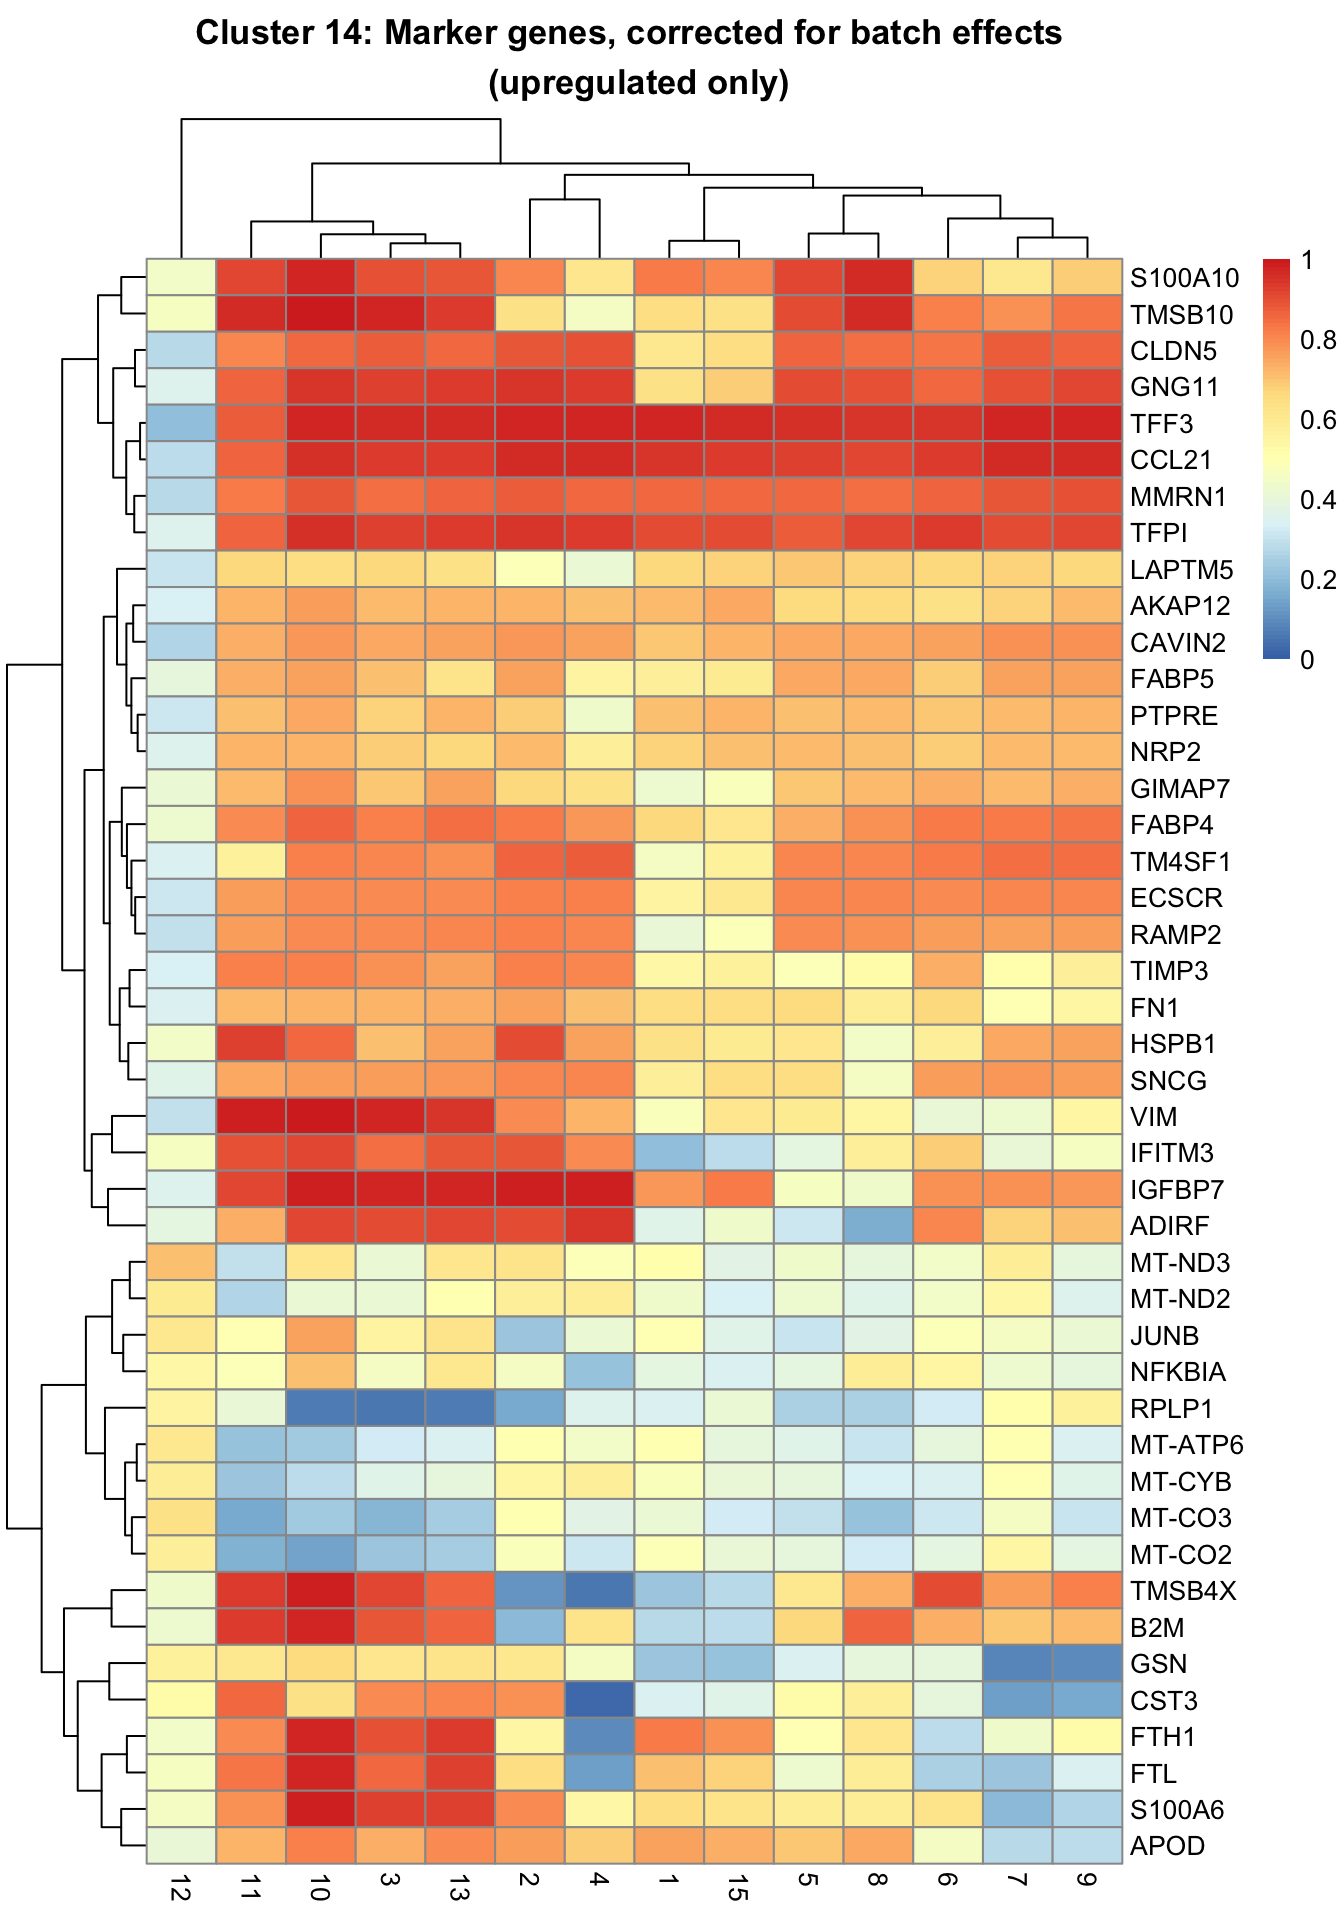 Cluster 14: Marker genes, corrected for batch effects
(upregulated only)
S100A10
TMSB10
CLDN5
GNG11
TFF3
CCL21
MMRN1
TFPI
LAPTM5
AKAP12
CAVIN2
FABP5
PTPRE
NRP2
GIMAP7
FABP4
TM4SF1
ECSCR
RAMP2
TIMP3
FN1
HSPB1
SNCG
VIM
IFITM3
IGFBP7
ADIRF
MT-ND3
MT-ND2
JUNB
NFKBIA
RPLP1
MT-ATP6
MT-CYB
MT-CO3
MT-CO2
TMSB4X
B2M
GSN
CST3
FTH1
FTL
S100A6
APOD
1
0.8
0.6
0.4
0.2
0
12
11
10
3
13
2
4
1
15
5
8
6
7
9